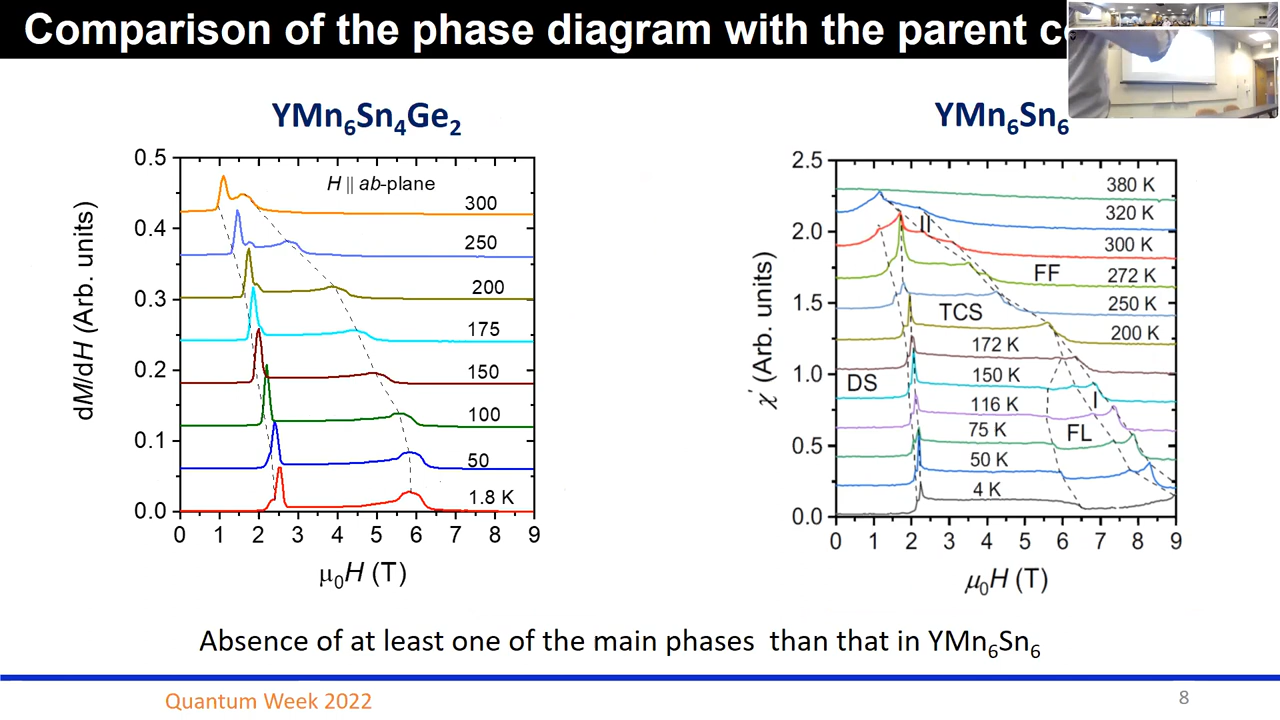 Comparison of the phase diagram with the parent
YMn₆Sn₄Ge₂
0.5
0.4
0.3
0.2
0.1
0.0
dM/dH (Arb. units)
H || ab-plane
300
250
200
175
150
100
50
1.8 K
0 1 2 3 4 5 6 7 8 9
μ₀H (T)
YMn₆Sn₆
2.5
2.0
1.5
1.0
0.5
0.0
χ′ (Arb. units)
380 K
320 K
II
300 K
FF
272 K
250 K
TCS
200 K
172 K
DS
150 K
I
116 K
75 K
FL
50 K
4 K
0 1 2 3 4 5 6 7 8 9
μ₀H (T)
Absence of at least one of the main phases than that in YMn₆Sn₆
Quantum Week 2022
8